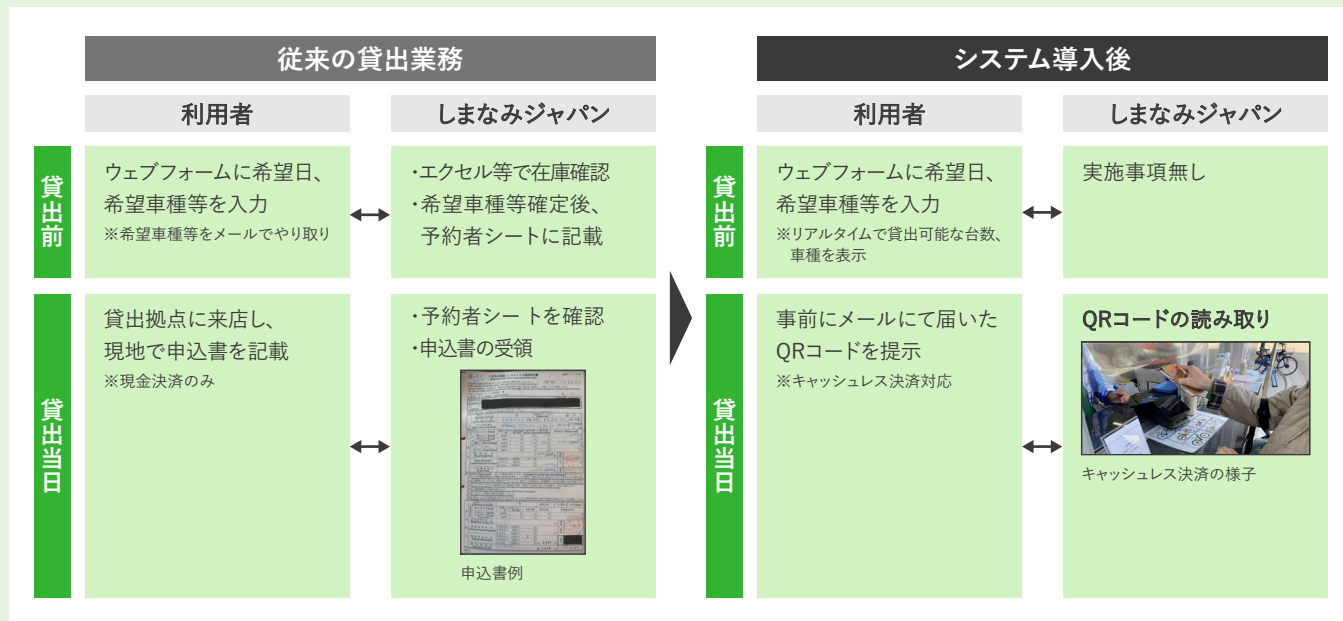 従来の貸出業務
利用者
しまなみジャパン
貸出前
ウェブフォームに希望日、
希望車種等を入力
※希望車種等をメールでやり取り
・エクセル等で在庫確認
・希望車種等確定後、
予約者シートに記載
貸出当日
貸出拠点に来店し、
現地で申込書を記載
※現金決済のみ
・予約者シートを確認
・申込書の受領
申込書例
システム導入後
利用者
しまなみジャパン
貸出前
ウェブフォームに希望日、
希望車種等を入力
※リアルタイムで貸出可能な台数、
車種を表示
実施事項無し
貸出当日
事前にメールにて届いた
QRコードを提示
※キャッシュレス決済対応
QRコードの読み取り
キャッシュレス決済の様子